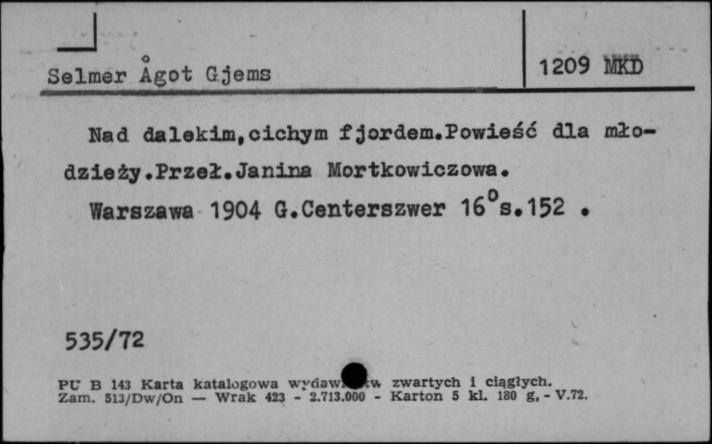 Selmer Ågot Gjems
1209 MKD
Nad dalekim,cichym fjordem.Powieść dla mło-
dzieży.Przeł.Janina Mortkowiczowa.
Warszawa 1904 G.Centerszwer 16⁰s.152 .
535/72
PU B 143 Karta katalogowa zwartych i ciągłych.
Zam. 513/Dw/On — Wrak 423 - 2.713.000 - Karton 5 kl. 180 g, - V.72.